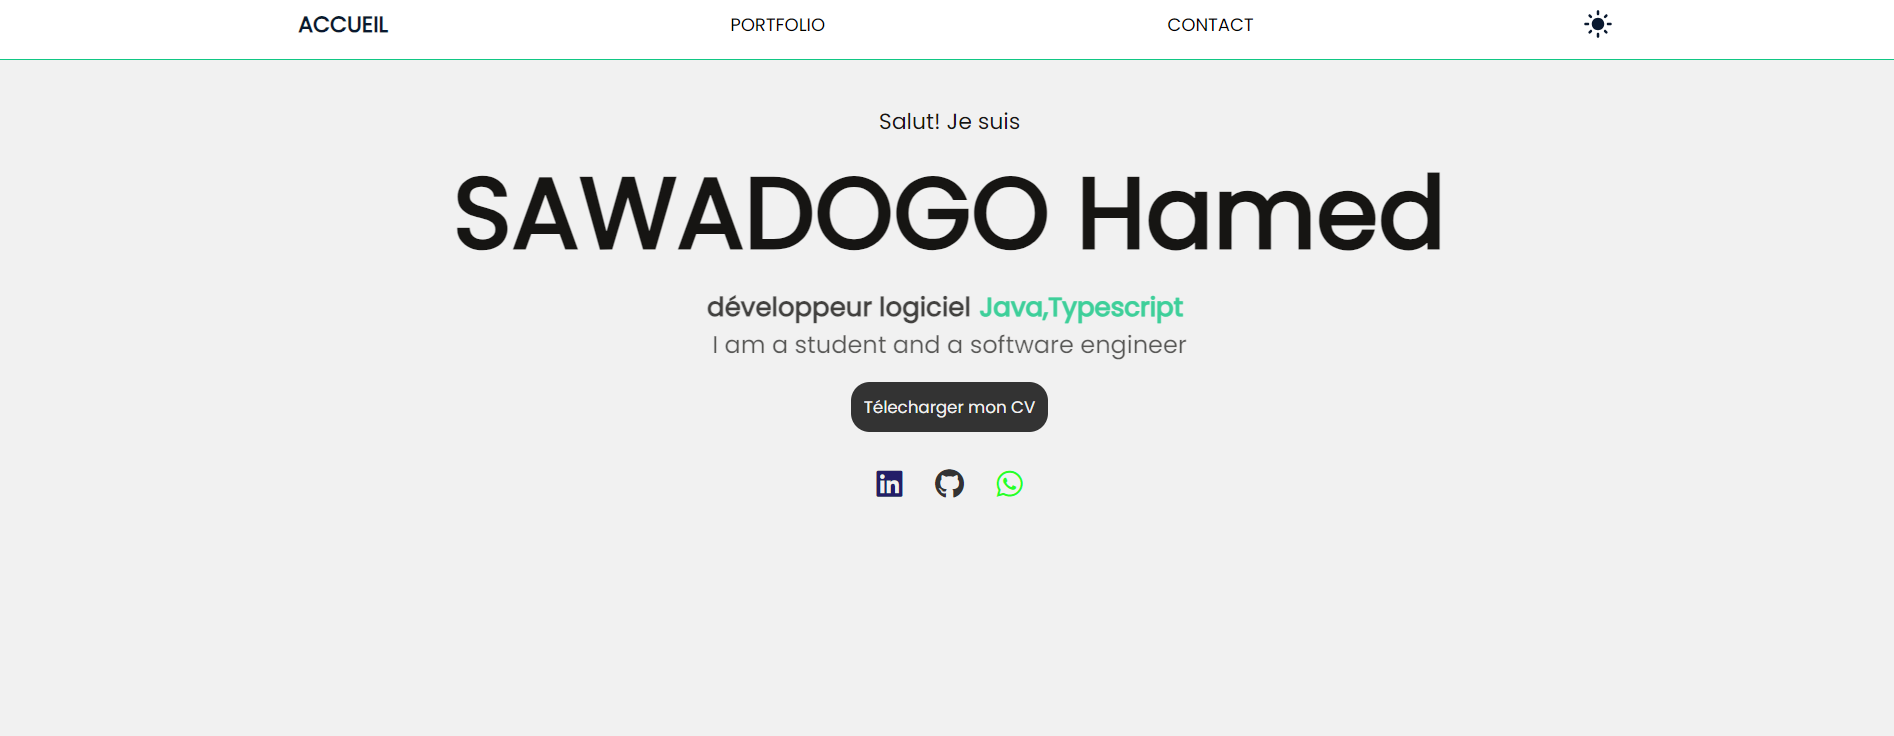 ACCUEIL PORTFOLIO CONTACT
Salut! Je suis
SAWADOGO Hamed
développeur logiciel Java,Typescript
I am a student and a software engineer
Télecharger mon CV
in